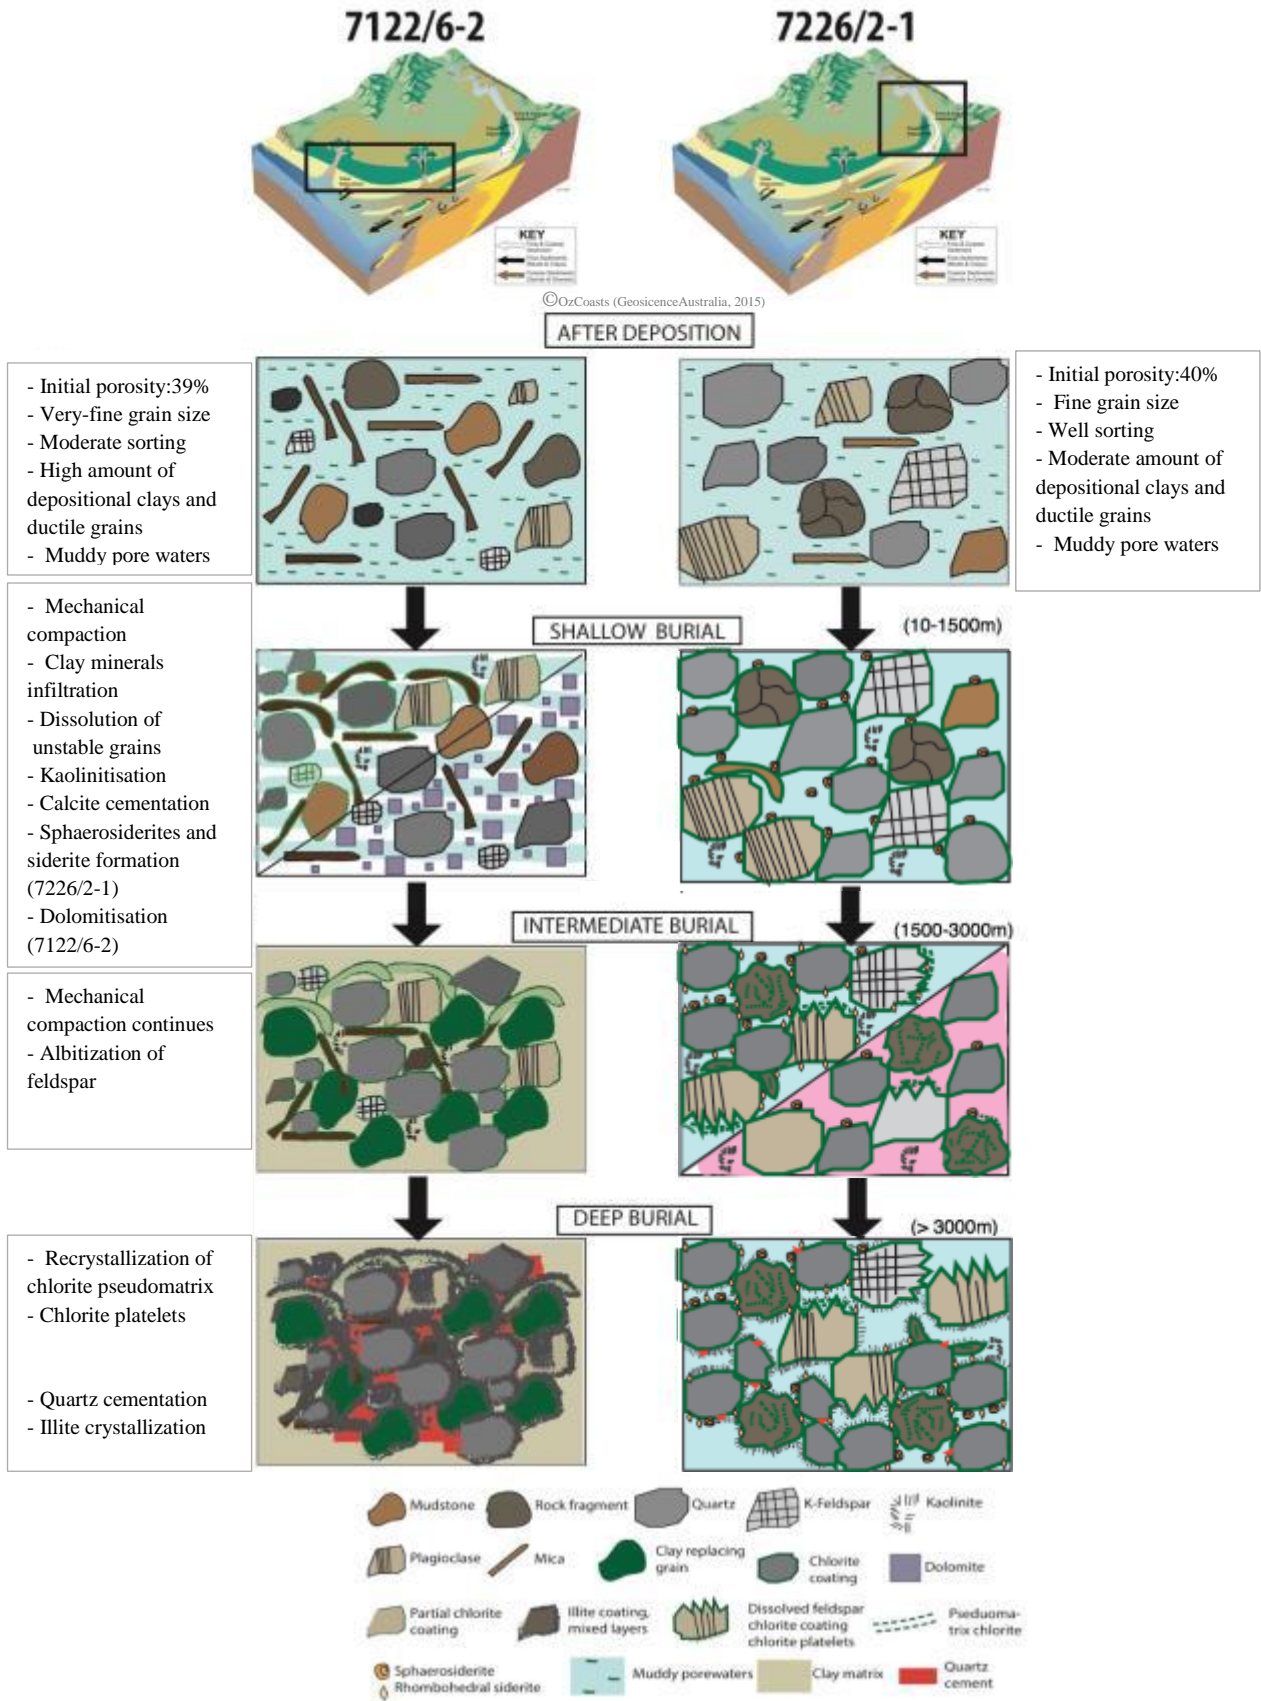 7122/6-2
7226/2-1
KEY
KEY
©OzCoasts (GeosicenceAustralia, 2015)
AFTER DEPOSITION
- Initial porosity:39%
- Very-fine grain size
- Moderate sorting
- High amount of
depositional clays and
ductile grains
- Muddy pore waters
- Initial porosity:40%
- Fine grain size
- Well sorting
- Moderate amount of
depositional clays and
ductile grains
- Muddy pore waters
SHALLOW BURIAL
(10-1500m)
- Mechanical
compaction
- Clay minerals
infiltration
- Dissolution of
unstable grains
- Kaolinitisation
- Calcite cementation
- Sphaerosiderites and
siderite formation
(7226/2-1)
- Dolomitisation
(7122/6-2)
INTERMEDIATE BURIAL
(1500-3000m)
- Mechanical
compaction continues
- Albitization of
feldspar
DEEP BURIAL
(> 3000m)
- Recrystallization of
chlorite pseudomatrix
- Chlorite platelets
- Quartz cementation
- Illite crystallization
Mudstone
Rock fragment
Quartz
K-Feldspar
Kaolinite
Plagioclase
Mica
Clay replacing
grain
Chlorite
coating
Dolomite
Partial chlorite
coating
Illite coating,
mixed layers
Dissolved feldspar
chlorite coating
chlorite platelets
Pseduoma-
trix chlorite
Sphaerosiderite
Rhombohedral siderite
Muddy porewaters
Clay matrix
Quartz
cement